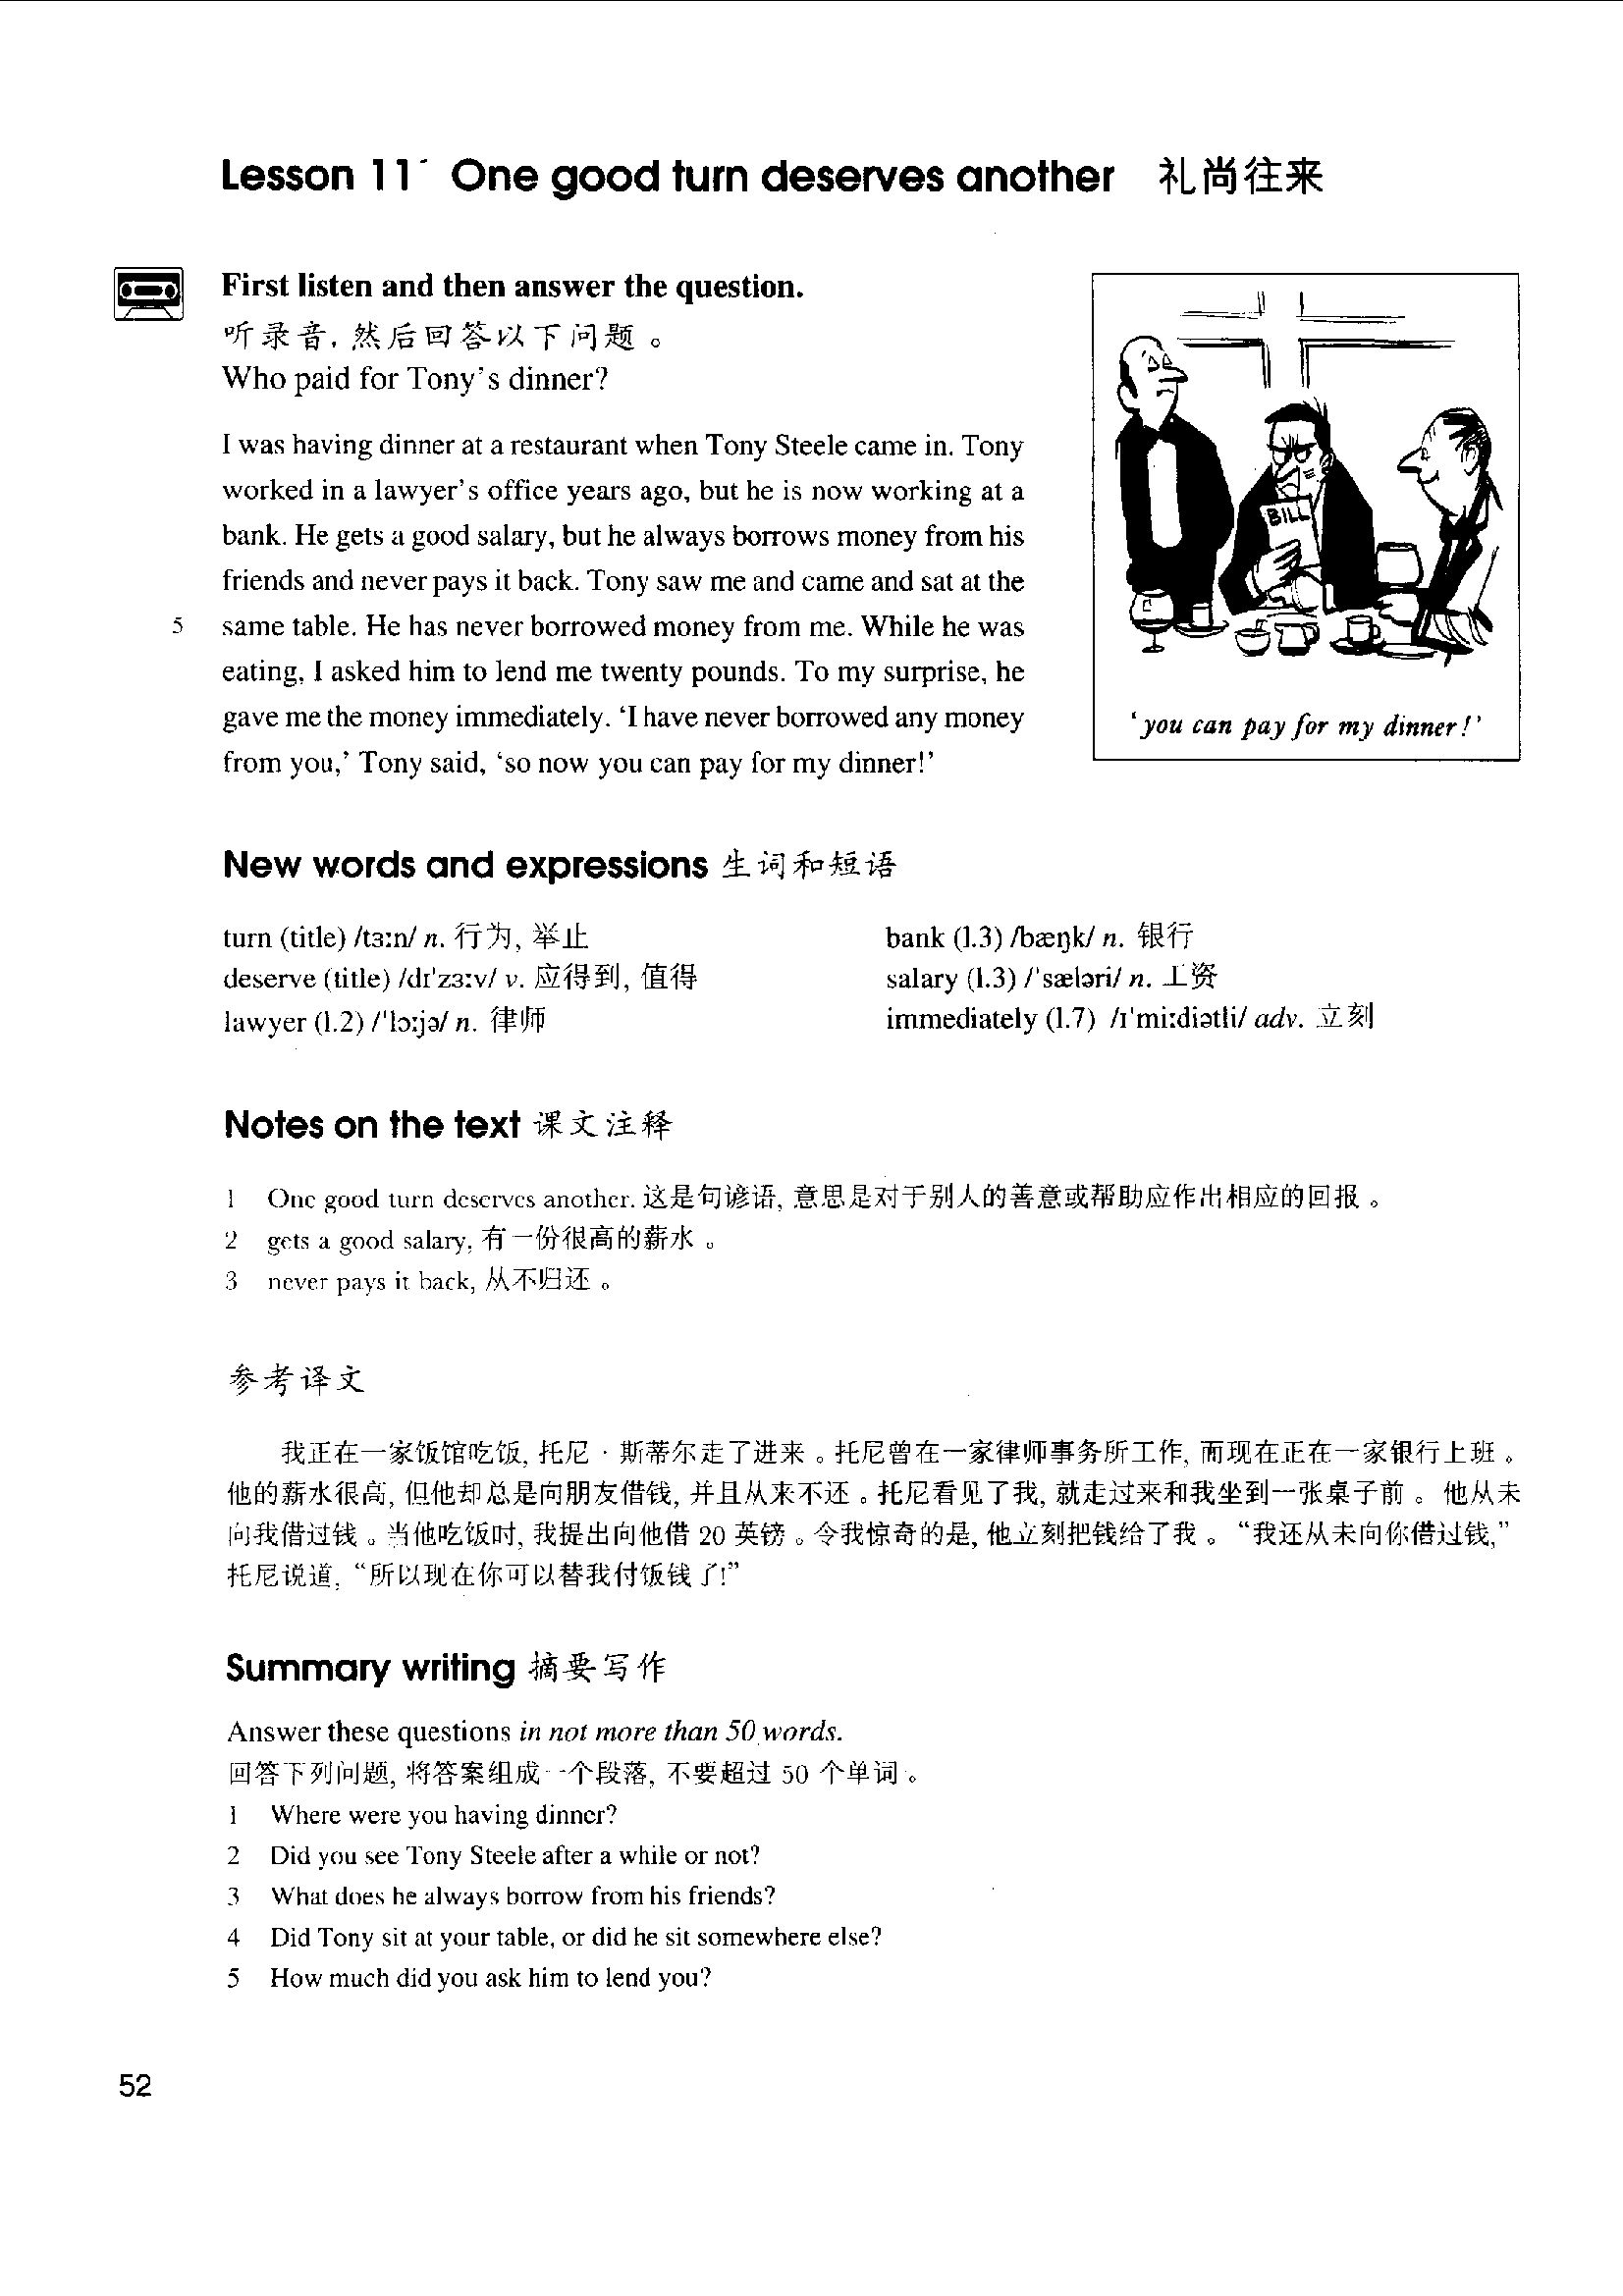 Lesson 11 One good turn deserves another 礼尚往来
First listen and then answer the question.
听录音, 然后回答以下问题。
Who paid for Tony's dinner?
I was having dinner at a restaurant when Tony Steele came in. Tony
worked in a lawyer's office years ago, but he is now working at a
bank. He gets a good salary, but he always borrows money from his
friends and never pays it back. Tony saw me and came and sat at the
5 same table. He has never borrowed money from me. While he was
eating, I asked him to lend me twenty pounds. To my surprise, he
gave me the money immediately. 'I have never borrowed any money
from you,' Tony said, 'so now you can pay for my dinner!'
BILL
'you can pay for my dinner!'
New words and expressions 生词和短语
turn (title) /tɜːn/ n. 行为, 举止
deserve (title) /dɪ'zɜːv/ v. 应得到, 值得
lawyer (l.2) /'lɔːjə/ n. 律师
bank (l.3) /bæŋk/ n. 银行
salary (l.3) /'sæləri/ n. 工资
immediately (l.7) /ɪ'miːdiətli/ adv. 立刻
Notes on the text 课文注释
1 One good turn deserves another. 这是句谚语, 意思是对于别人的善意或帮助应作出相应的回报。
2 gets a good salary, 有一份很高的薪水。
3 never pays it back, 从不归还。
参考译文
我正在一家饭馆吃饭, 托尼·斯蒂尔走了进来。托尼曾在一家律师事务所工作, 而现在正在一家银行上班。
他的薪水很高, 但他却总是向朋友借钱, 并且从来不还。托尼看见了我, 就走过来和我坐到一张桌子前。他从未
向我借过钱。当他吃饭时, 我提出向他借 20 英镑。令我惊奇的是, 他立刻把钱给了我。“我还从未向你借过钱,”
托尼说道, “所以现在你可以替我付饭钱了!”
Summary writing 摘要写作
Answer these questions in not more than 50 words.
回答下列问题, 将答案组成一个段落, 不要超过 50 个单词。
1 Where were you having dinner?
2 Did you see Tony Steele after a while or not?
3 What does he always borrow from his friends?
4 Did Tony sit at your table, or did he sit somewhere else?
5 How much did you ask him to lend you?
52